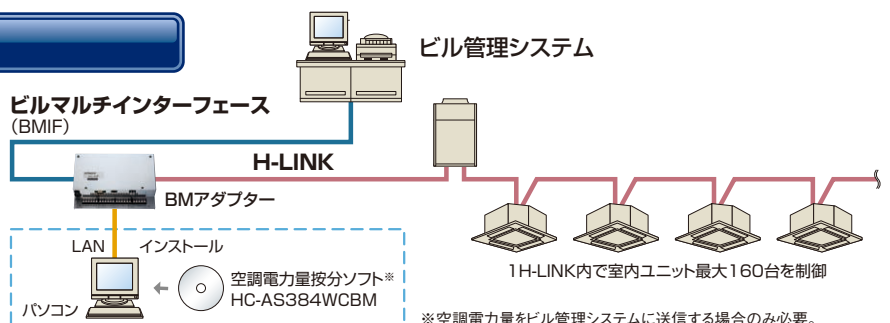 ビル管理システム
ビルマルチインターフェース
(BMIF)
H-LINK
BMアダプター
LAN インストール
空調電力量按分ソフト※
HC-AS384WCBM
パソコン
1H-LINK内で室内ユニット最大160台を制御
※空調電力量をビル管理システムに送信する場合のみ必要。